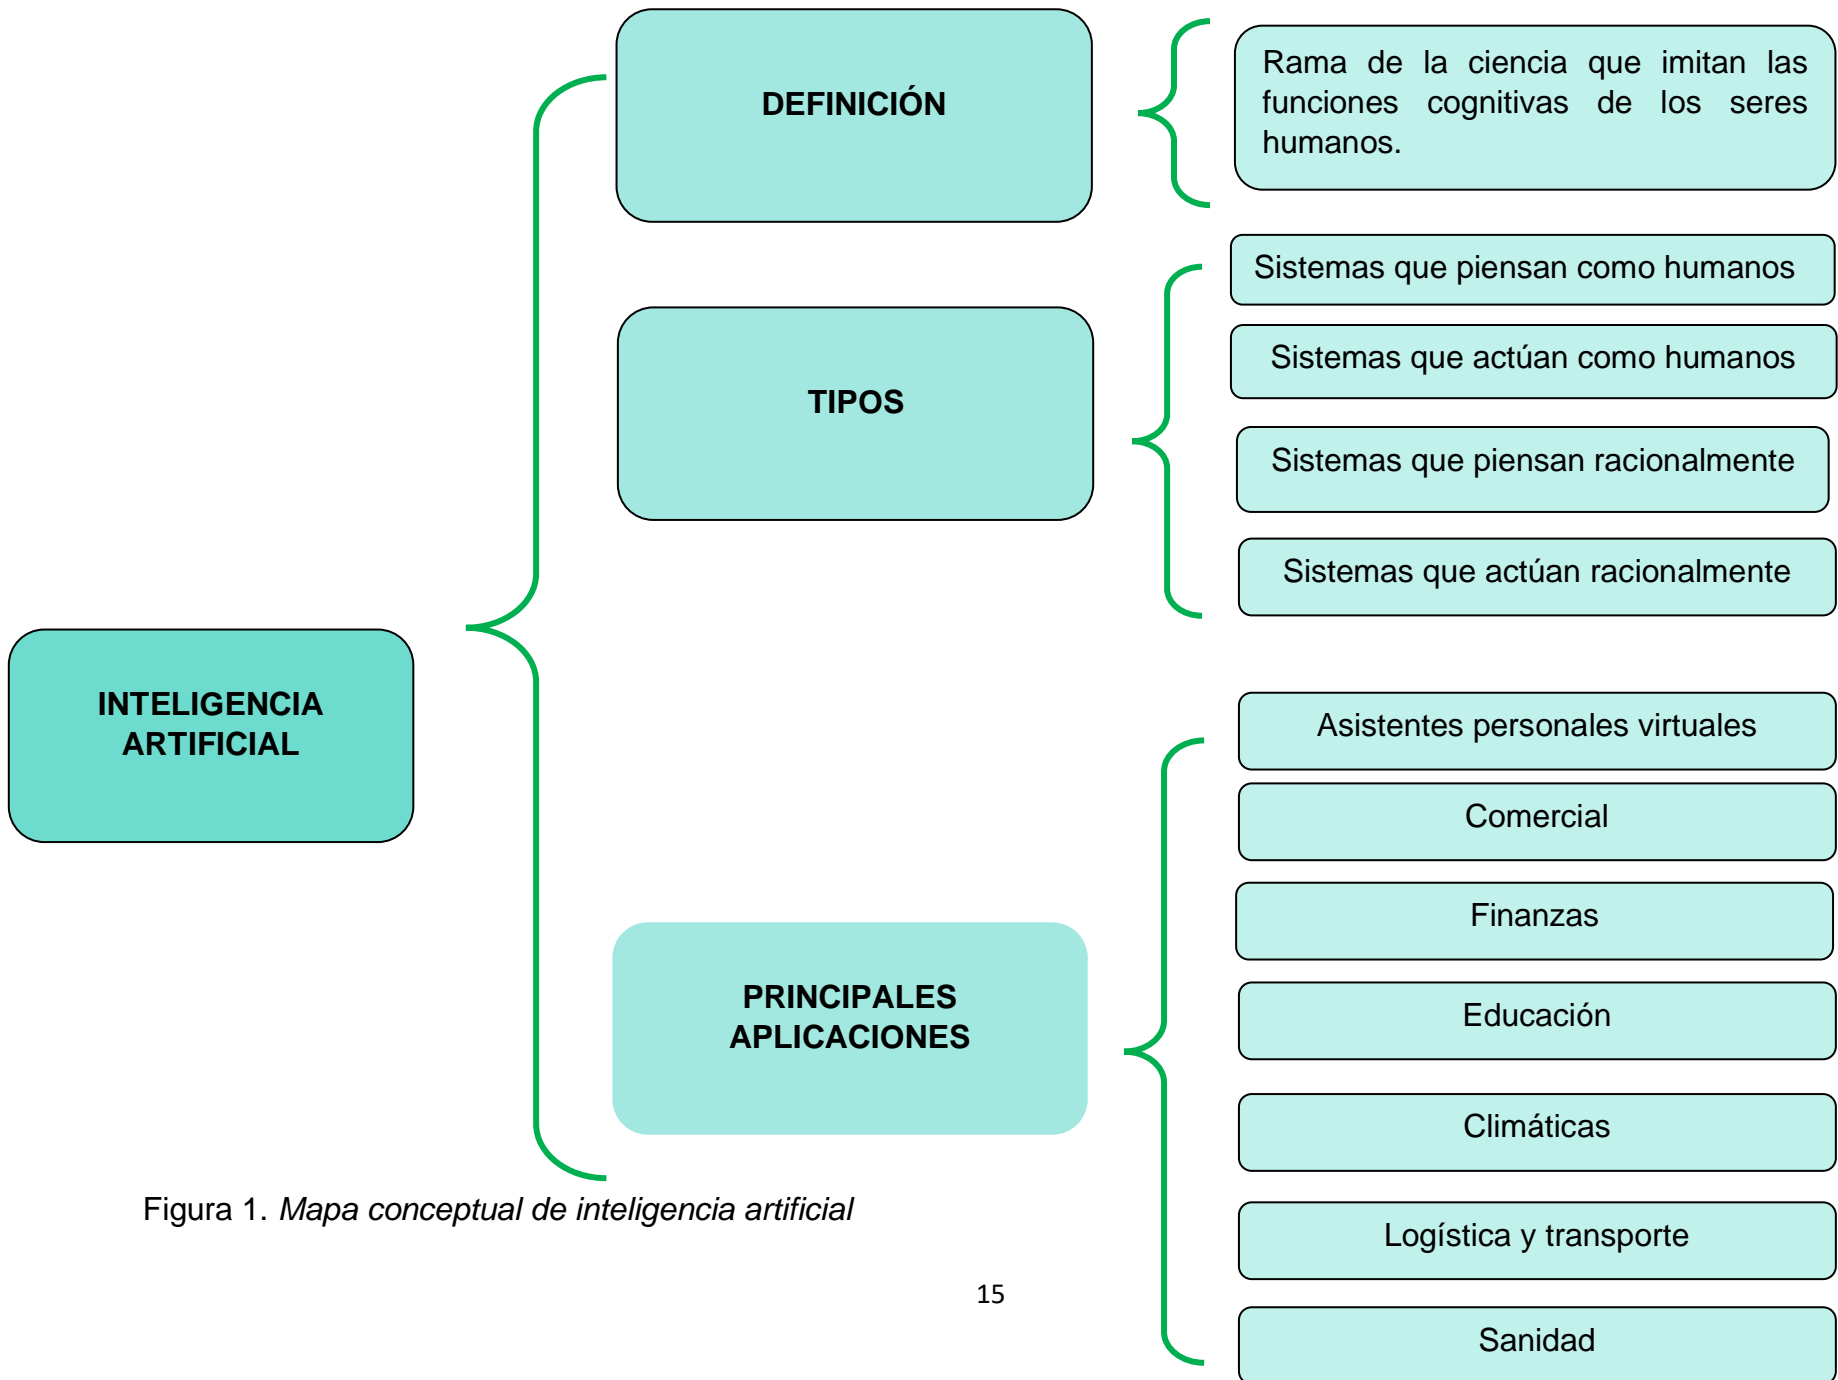 DEFINICIÓN
Rama de la ciencia que imitan las
funciones cognitivas de los seres
humanos.
TIPOS
Sistemas que piensan como humanos
Sistemas que actúan como humanos
Sistemas que piensan racionalmente
Sistemas que actúan racionalmente
INTELIGENCIA
ARTIFICIAL
PRINCIPALES
APLICACIONES
Asistentes personales virtuales
Comercial
Finanzas
Educación
Climáticas
Logística y transporte
Sanidad
Figura 1. Mapa conceptual de inteligencia artificial
15